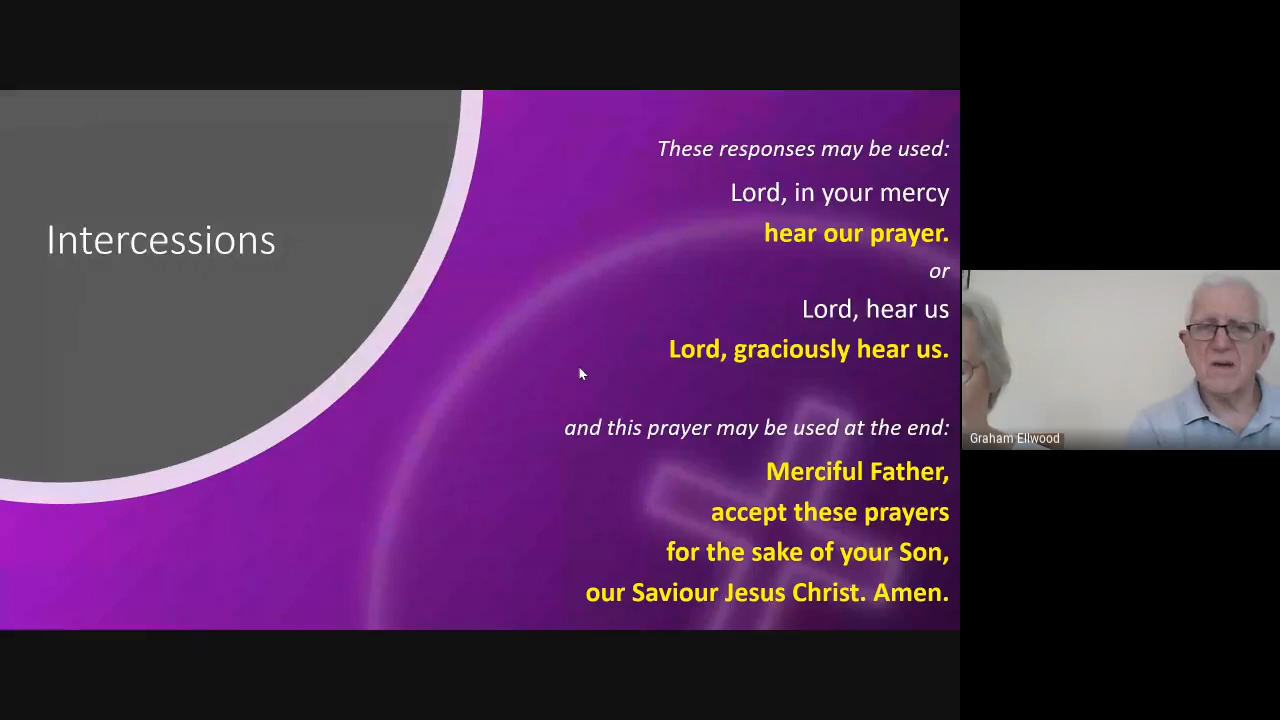 Intercessions
These responses may be used:
Lord, in your mercy
hear our prayer.
or
Lord, hear us
Lord, graciously hear us.
and this prayer may be used at the end:
Merciful Father,
accept these prayers
for the sake of your Son,
our Saviour Jesus Christ. Amen.
Graham Ellwood